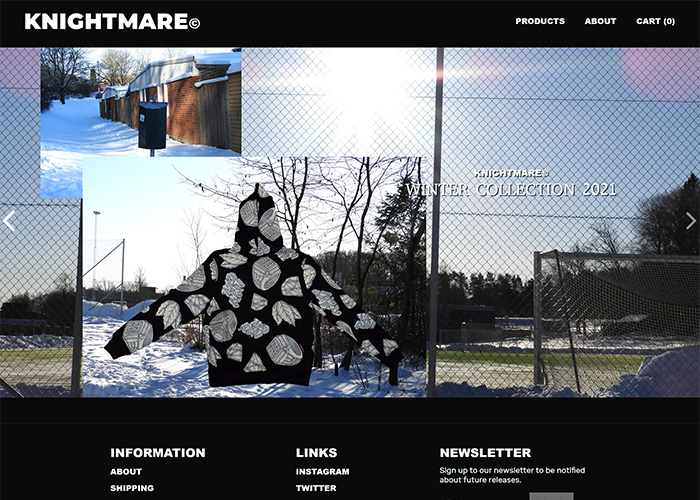 KNIGHTMARE©
PRODUCTS ABOUT CART (0)
KNIGHTMARE©
WINTER COLLECTION 2021
INFORMATION
ABOUT
SHIPPING
LINKS
INSTAGRAM
TWITTER
NEWSLETTER
Sign up to our newsletter to be notified
about future releases.